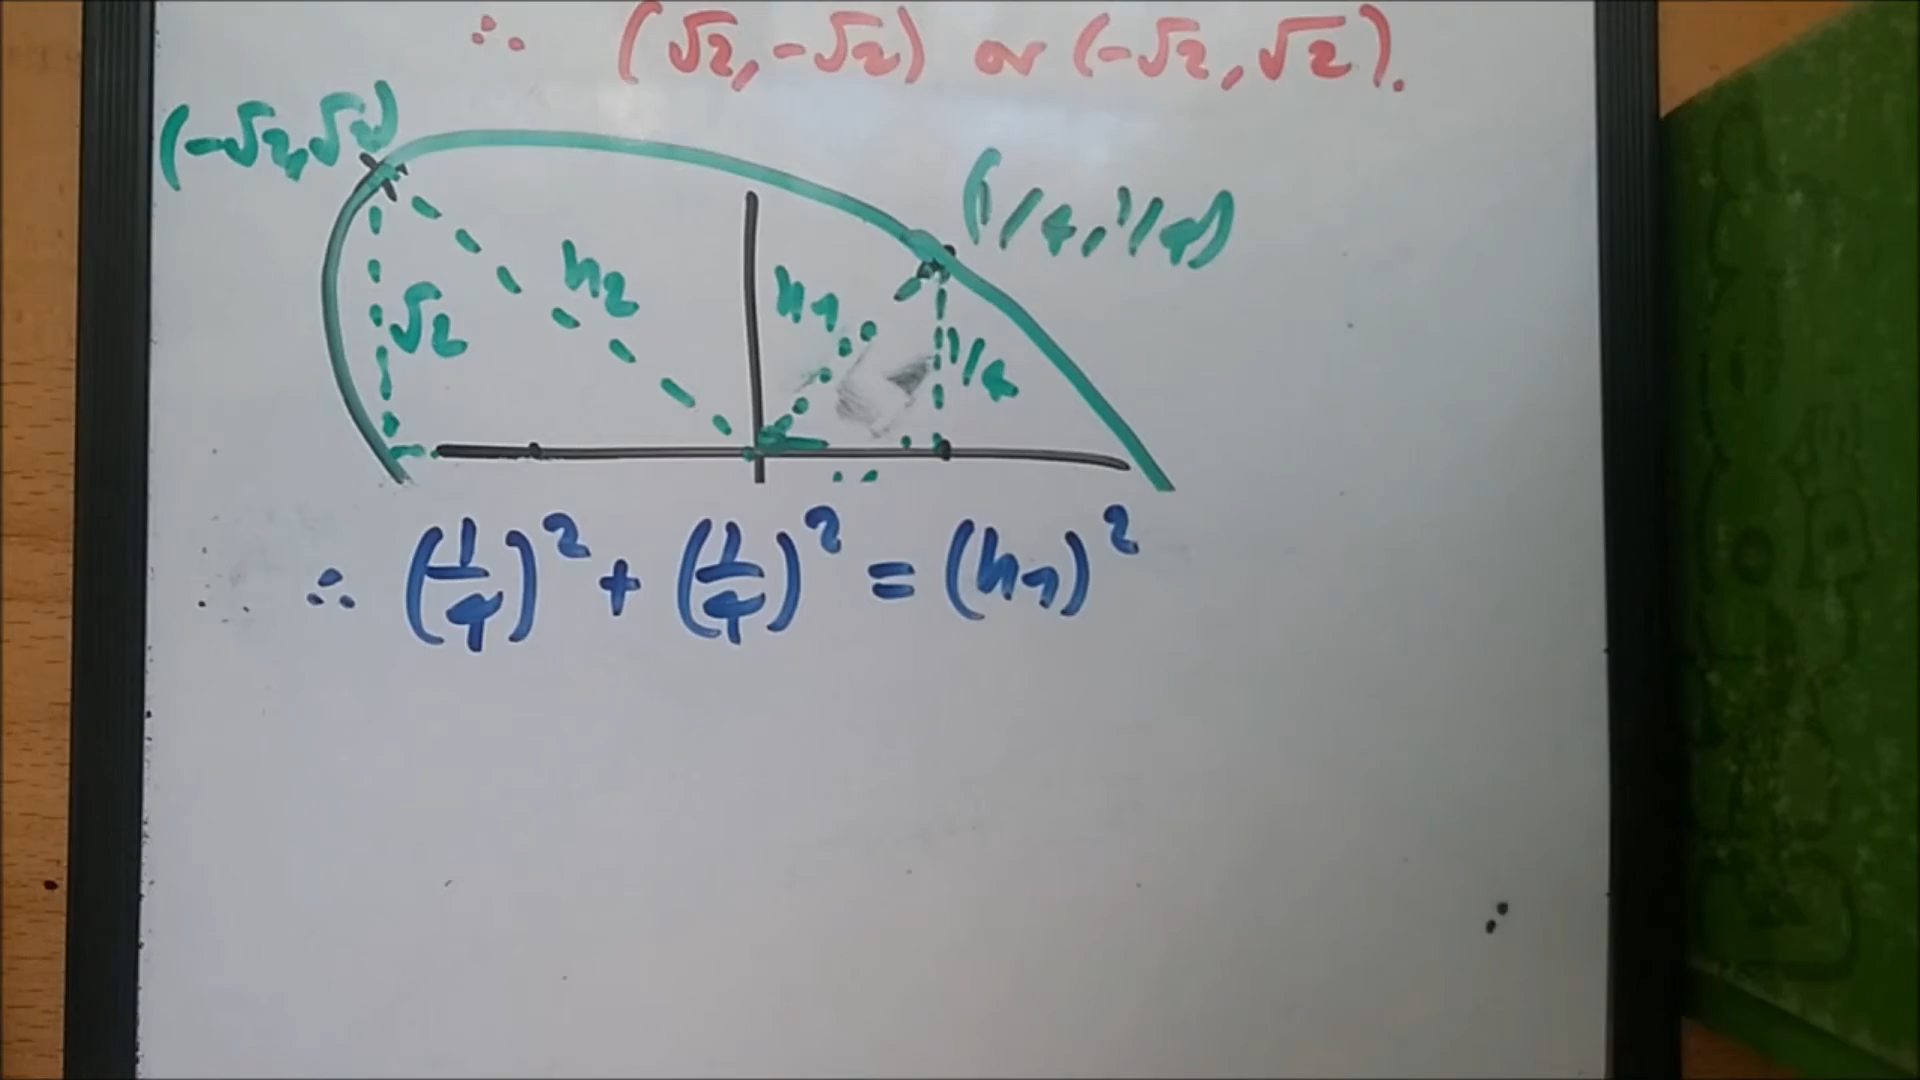 ∴ (√2, -√2) or (-√2, √2).
(-√2, √2)
(1/4, 1/4)
h2
h1
√2
1/4
∴ (1/4)² + (1/4)² = (h1)²